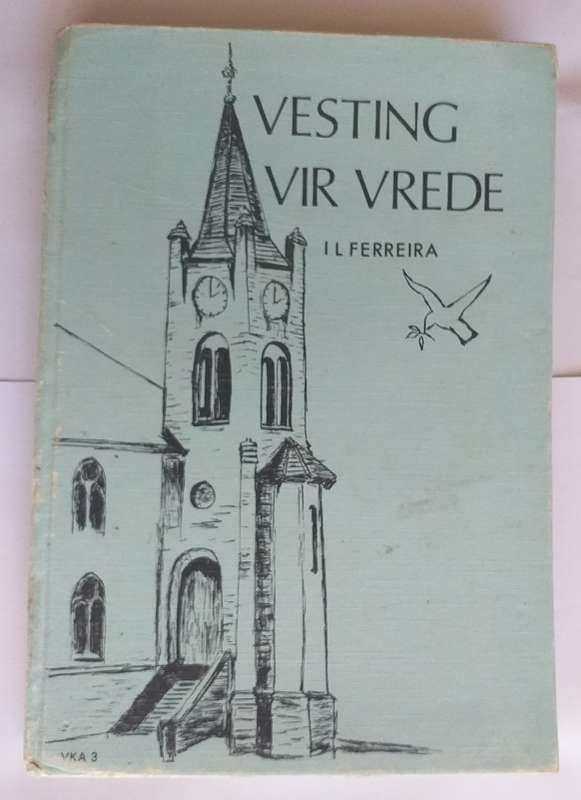 VESTING
VIR VREDE
I L FERREIRA
VKA 3